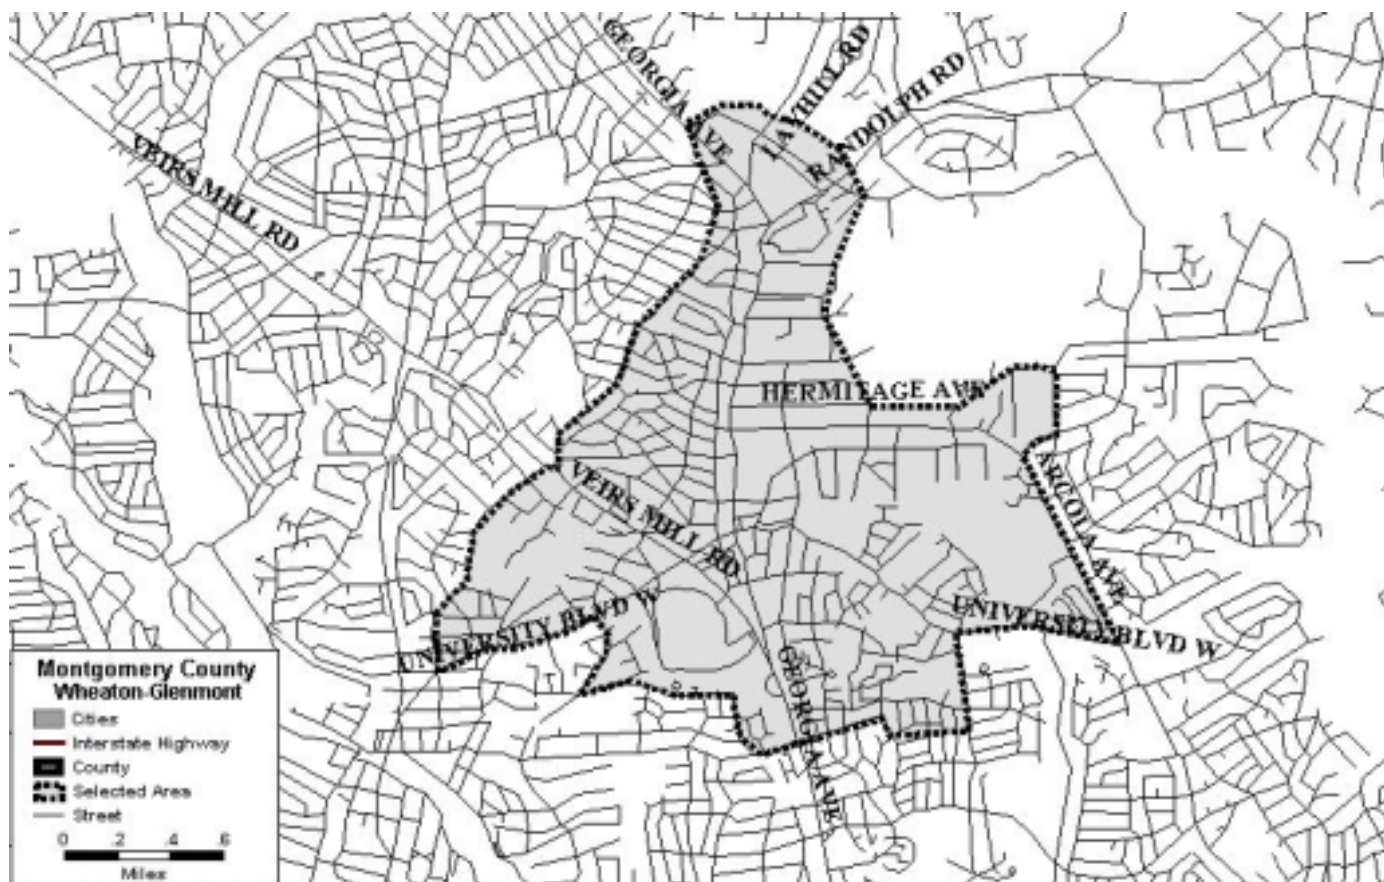 GEORGIA AVE
LAYHILL RD
RANDOLPH RD
VEIRS MILL RD
HERMITAGE AVE
ARCOLA AVE
VEIRS MILL RD
UNIVERSITY BLVD W
UNIVERSITY BLVD W
GEORGIA AVE
Montgomery County
Wheaton-Glenmont
Cities
Interstate Highway
County
Selected Area
Street
0 .2 .4 .6
Miles